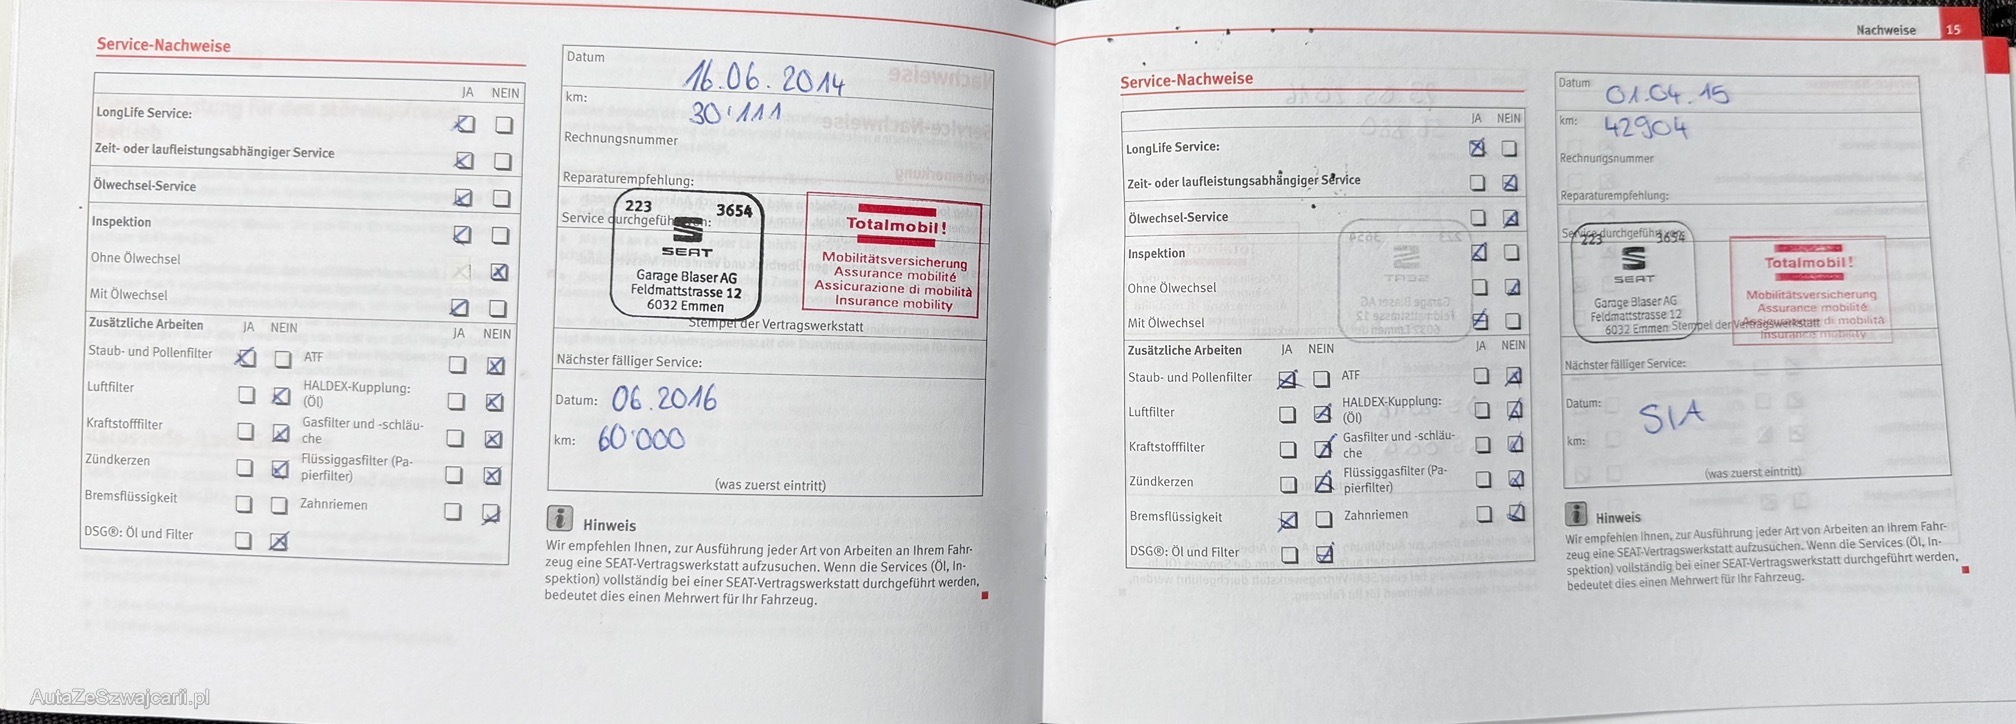 Service-Nachweise
JA NEIN
LongLife Service:
Zeit- oder laufleistungsabhängiger Service
Ölwechsel-Service
Inspektion
Ohne Ölwechsel
Mit Ölwechsel
Zusätzliche Arbeiten JA NEIN JA NEIN
Staub- und Pollenfilter ATF
Luftfilter HALDEX-Kupplung:
(Öl)
Kraftstofffilter Gasfilter und -schläu-
che
Zündkerzen Flüssiggasfilter (Pa-
pierfilter)
Bremsflüssigkeit Zahnriemen
DSG®: Öl und Filter
Datum 16.06.2014
km: 30'111
Rechnungsnummer
Reparaturempfehlung:
Service durchgeführt von:
223 3654
SEAT
Garage Blaser AG
Feldmattstrasse 12
6032 Emmen
Totalmobil!
Mobilitätsversicherung
Assurance mobilité
Assicurazione di mobilità
Insurance mobility
Stempel der Vertragswerkstatt
Nächster fälliger Service:
Datum: 06.2016
km: 60'000
(was zuerst eintritt)
Hinweis
Wir empfehlen Ihnen, zur Ausführung jeder Art von Arbeiten an Ihrem Fahr-
zeug eine SEAT-Vertragswerkstatt aufzusuchen. Wenn die Services (Öl, In-
spektion) vollständig bei einer SEAT-Vertragswerkstatt durchgeführt werden,
bedeutet dies einen Mehrwert für Ihr Fahrzeug.
Nachweise 15
Service-Nachweise
JA NEIN
LongLife Service:
Zeit- oder laufleistungsabhängiger Service
Ölwechsel-Service
Inspektion
Ohne Ölwechsel
Mit Ölwechsel
Zusätzliche Arbeiten JA NEIN JA NEIN
Staub- und Pollenfilter ATF
Luftfilter HALDEX-Kupplung:
(Öl)
Kraftstofffilter Gasfilter und -schläu-
che
Zündkerzen Flüssiggasfilter (Pa-
pierfilter)
Bremsflüssigkeit Zahnriemen
DSG®: Öl und Filter
Datum 01.04.15
km: 42904
Rechnungsnummer
Reparaturempfehlung:
Service durchgeführt von:
223 3654
SEAT
Garage Blaser AG
Feldmattstrasse 12
6032 Emmen
Totalmobil!
Mobilitätsversicherung
Assurance mobilité
Assicurazione di mobilità
Insurance mobility
Stempel der Vertragswerkstatt
Nächster fälliger Service:
Datum: SIA
km:
(was zuerst eintritt)
Hinweis
Wir empfehlen Ihnen, zur Ausführung jeder Art von Arbeiten an Ihrem Fahr-
zeug eine SEAT-Vertragswerkstatt aufzusuchen. Wenn die Services (Öl, In-
spektion) vollständig bei einer SEAT-Vertragswerkstatt durchgeführt werden,
bedeutet dies einen Mehrwert für Ihr Fahrzeug.
AutaZeSzwajcarii.pl